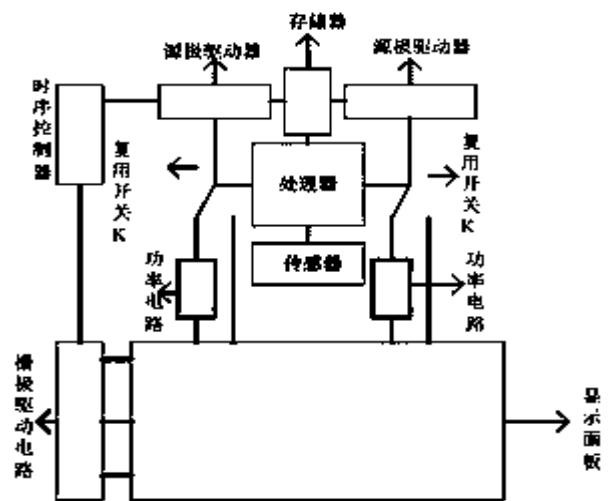 存储器
源极驱动器
源极驱动器
时序控制器
复用开关K
处理器
复用开关K
传感器
功率电路
功率电路
栅极驱动电路
显示面板